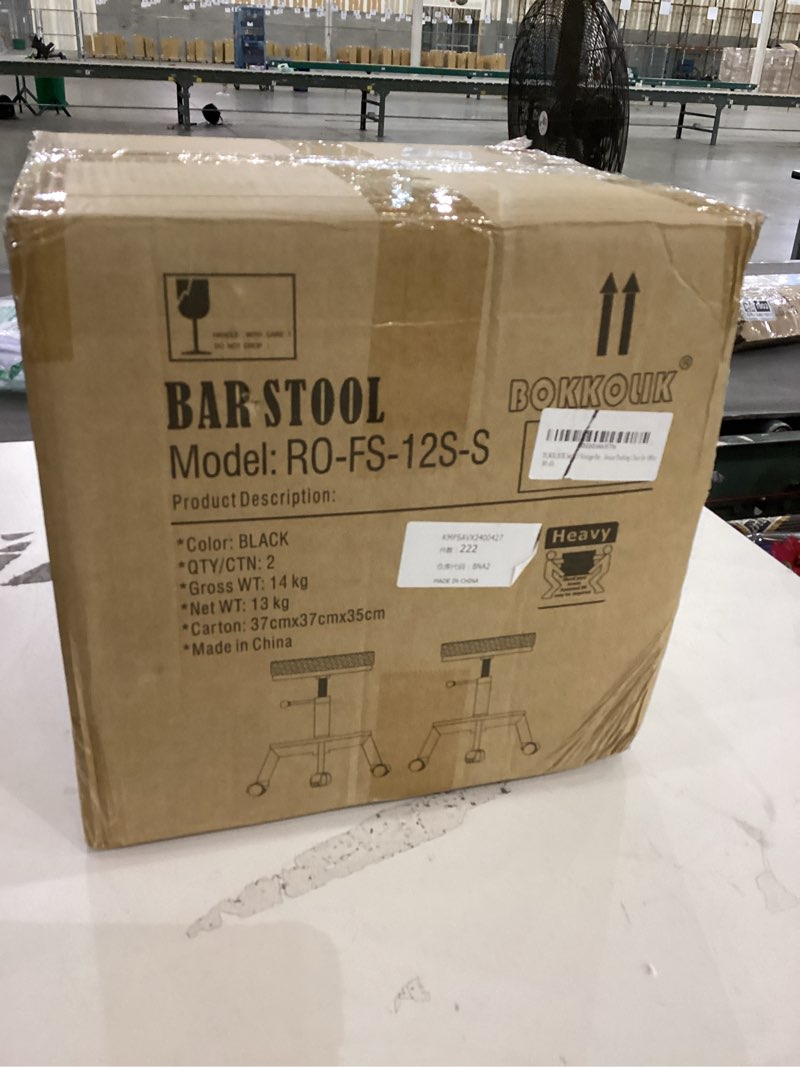 HANDLE WITH CARE !
DO NOT DROP !
BAR STOOL
BOKKOLIK®
Model: RO-FS-12S-S
Product Description:
*Color: BLACK
*QTY/CTN: 2
*Gross WT: 14 kg
*Net WT: 13 kg
*Carton: 37cmx37cmx35cm
*Made in China
222
BNA2
MADE IN CHINA
Heavy